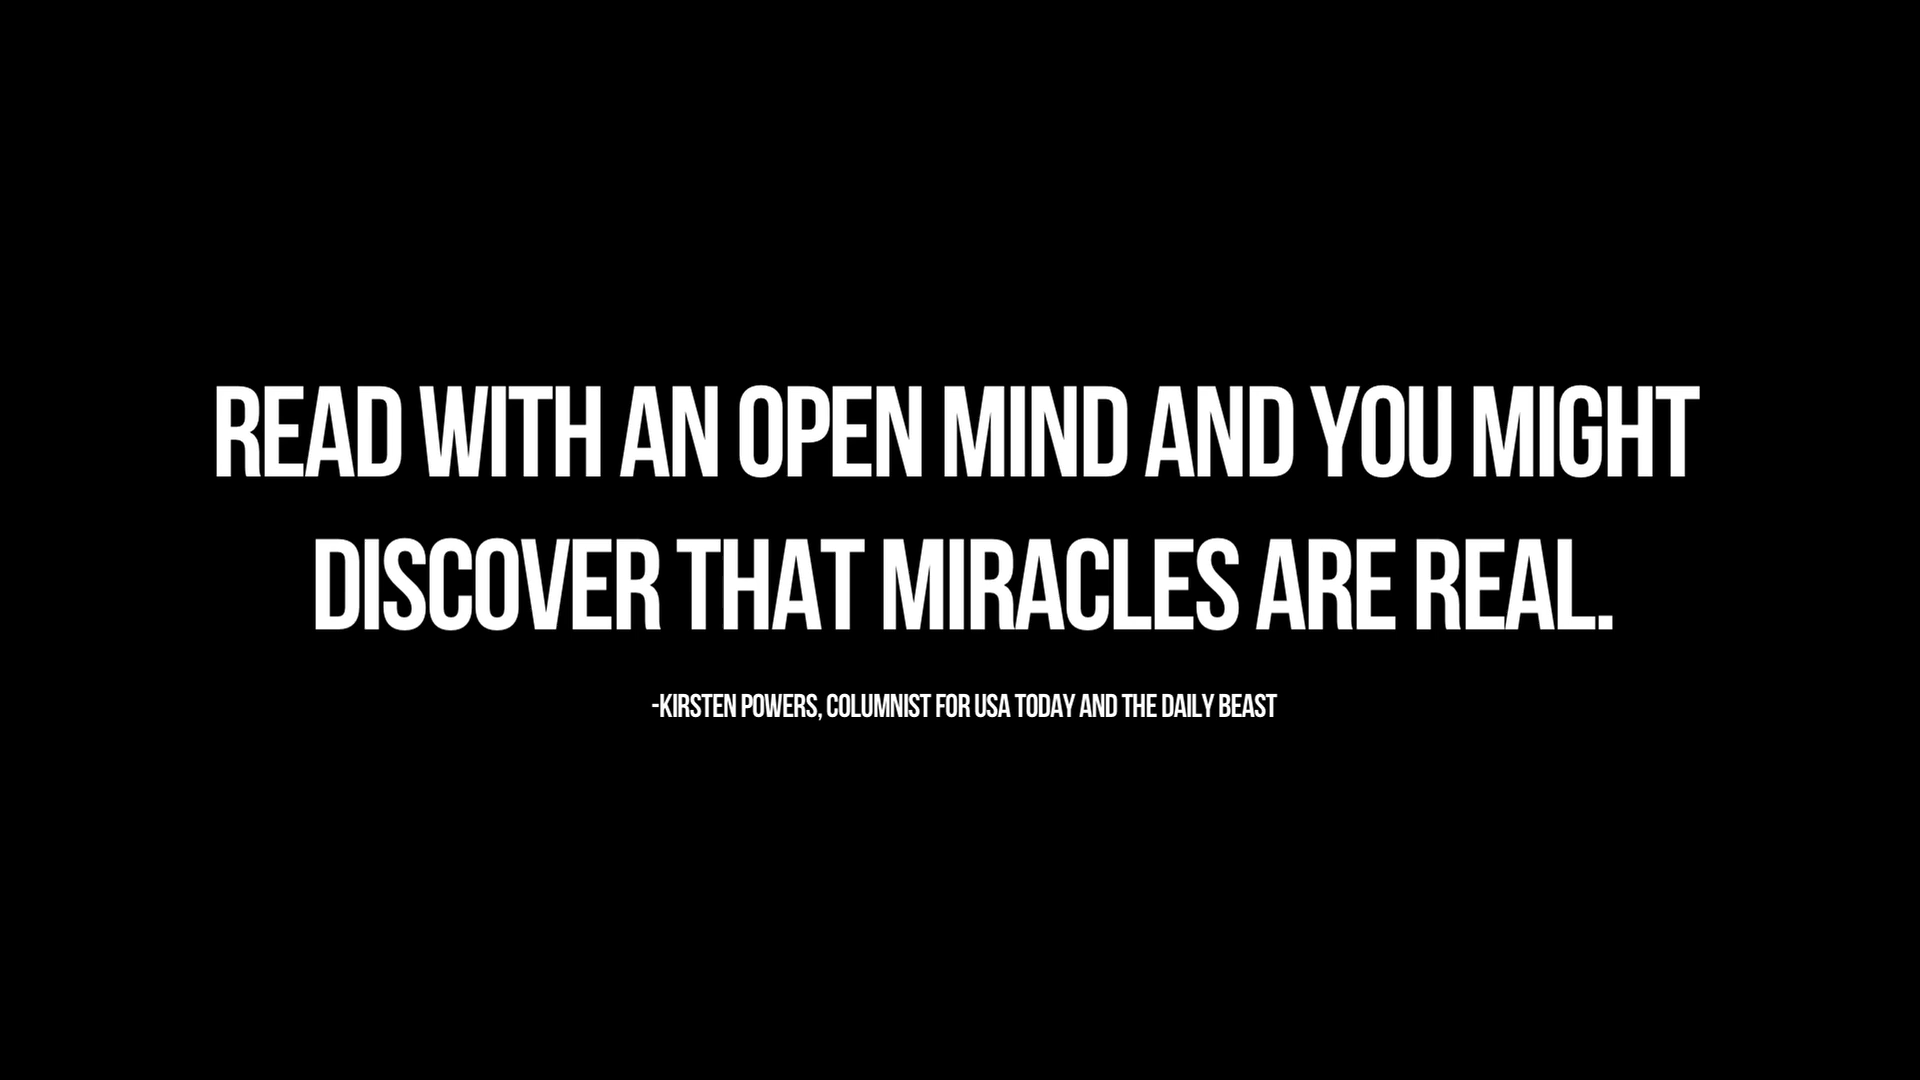 READ WITH AN OPEN MIND AND YOU MIGHT
DISCOVER THAT MIRACLES ARE REAL.
-KIRSTEN POWERS, COLUMNIST FOR USA TODAY AND THE DAILY BEAST